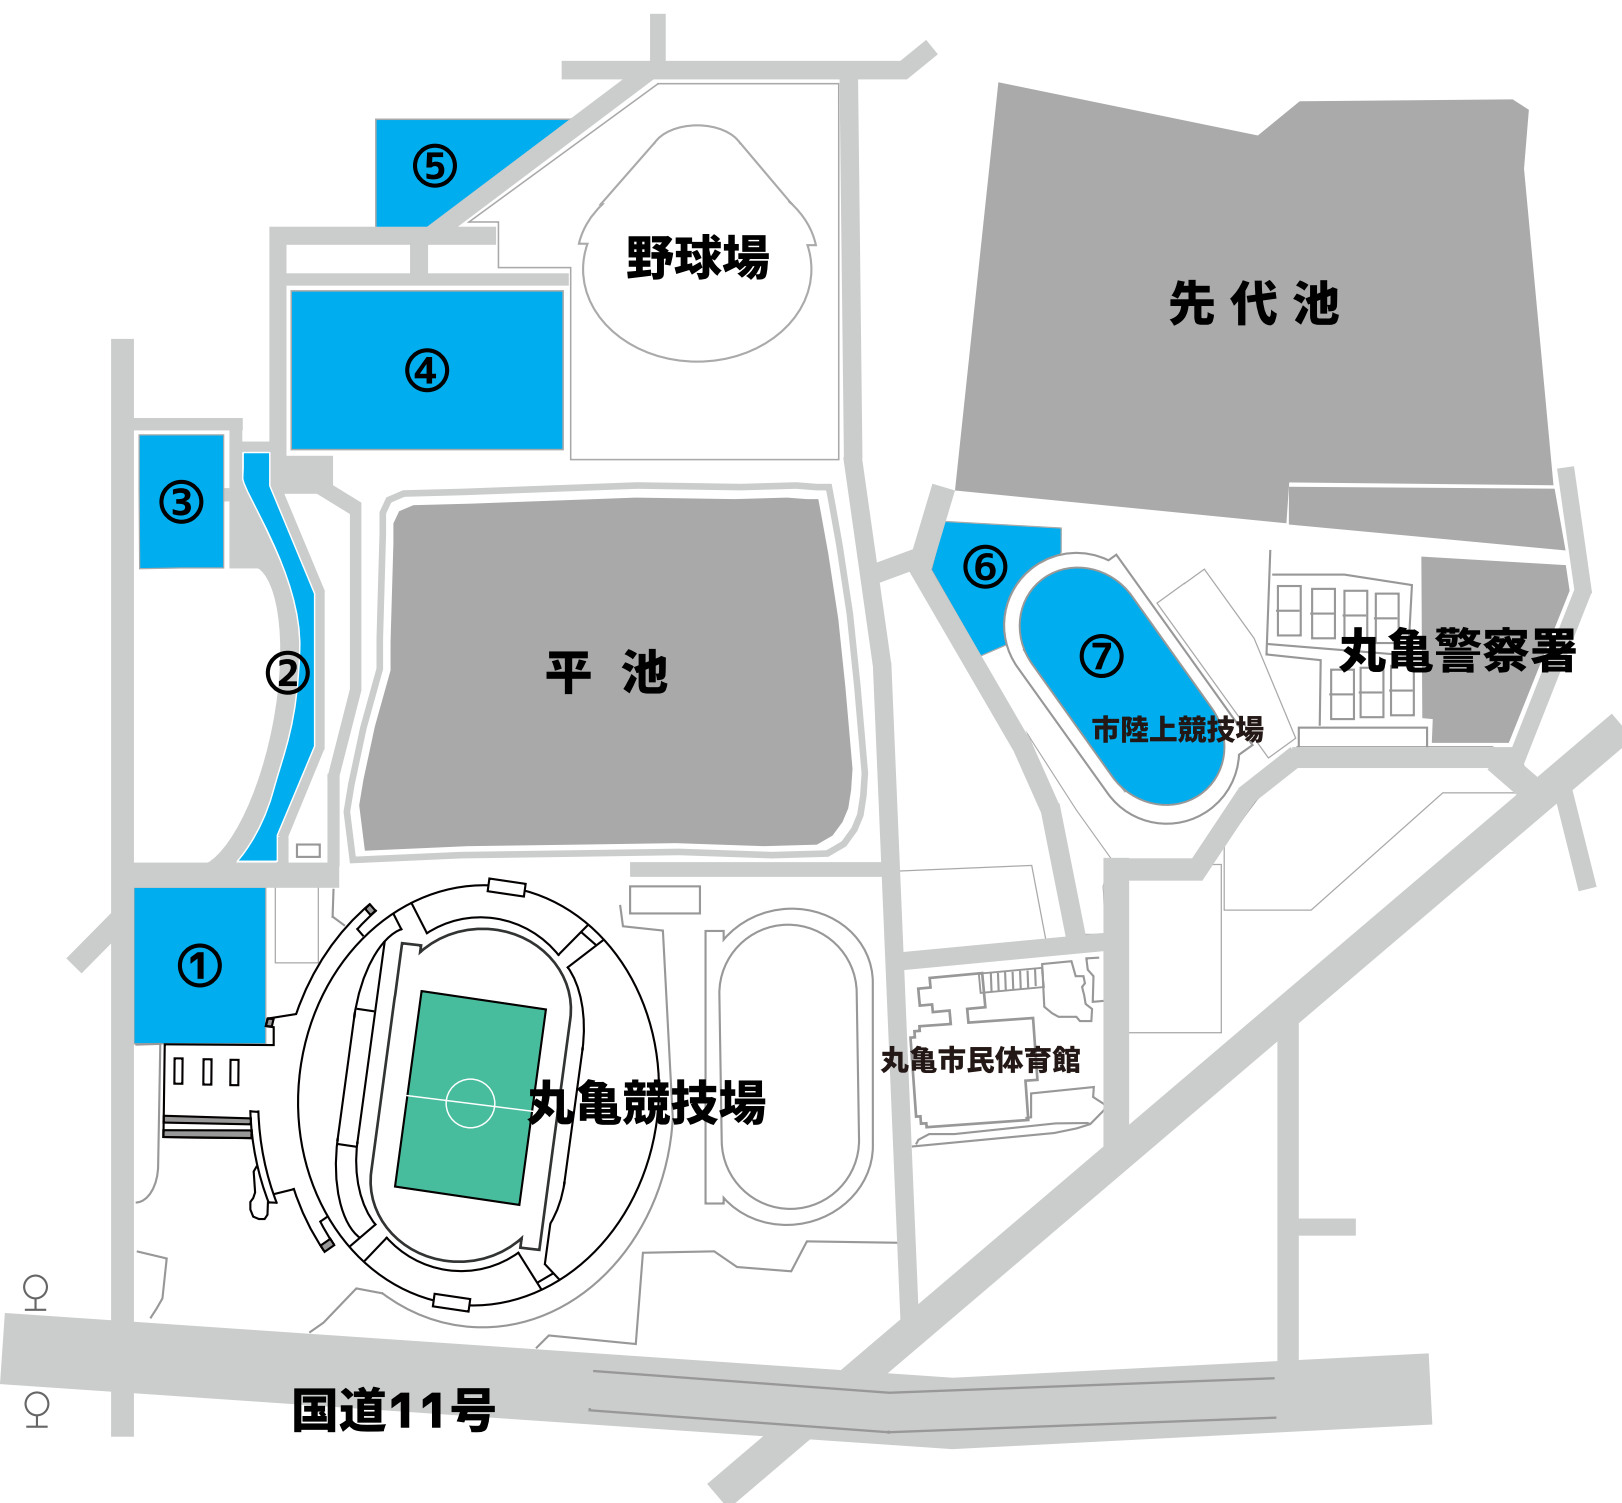 ⑤
野球場
先代池
④
③
⑥
②
平池
⑦
丸亀警察署
市陸上競技場
①
丸亀市民体育館
丸亀競技場
国道11号